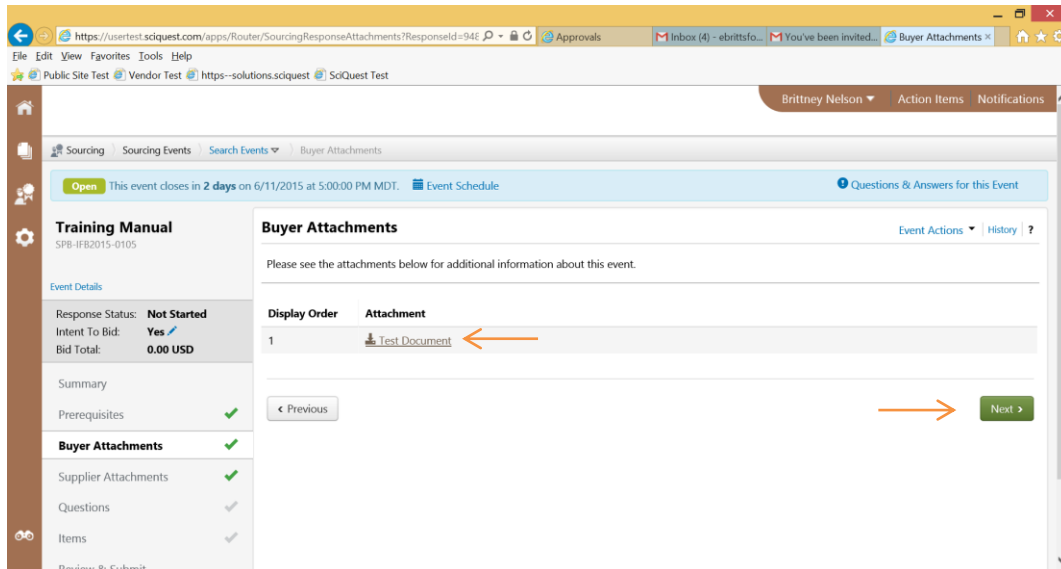 https://usertest.sciquest.com/apps/Router/SourcingResponseAttachments?ResponseId=948
Approvals
Inbox (4) - ebrittsfo...
You've been invited...
Buyer Attachments ×
File Edit View Favorites Tools Help
Public Site Test Vendor Test https--solutions.sciquest SciQuest Test
Brittney Nelson Action Items Notifications
Sourcing Sourcing Events Search Events Buyer Attachments
Open This event closes in 2 days on 6/11/2015 at 5:00:00 PM MDT. Event Schedule Questions & Answers for this Event
Training Manual
SPB-IFB2015-0105
Event Details
Response Status: Not Started
Intent To Bid: Yes
Bid Total: 0.00 USD
Summary
Prerequisites
Buyer Attachments
Supplier Attachments
Questions
Items
Review & Submit
Buyer Attachments
Event Actions History ?
Please see the attachments below for additional information about this event.
Display Order Attachment
1 Test Document
< Previous Next >